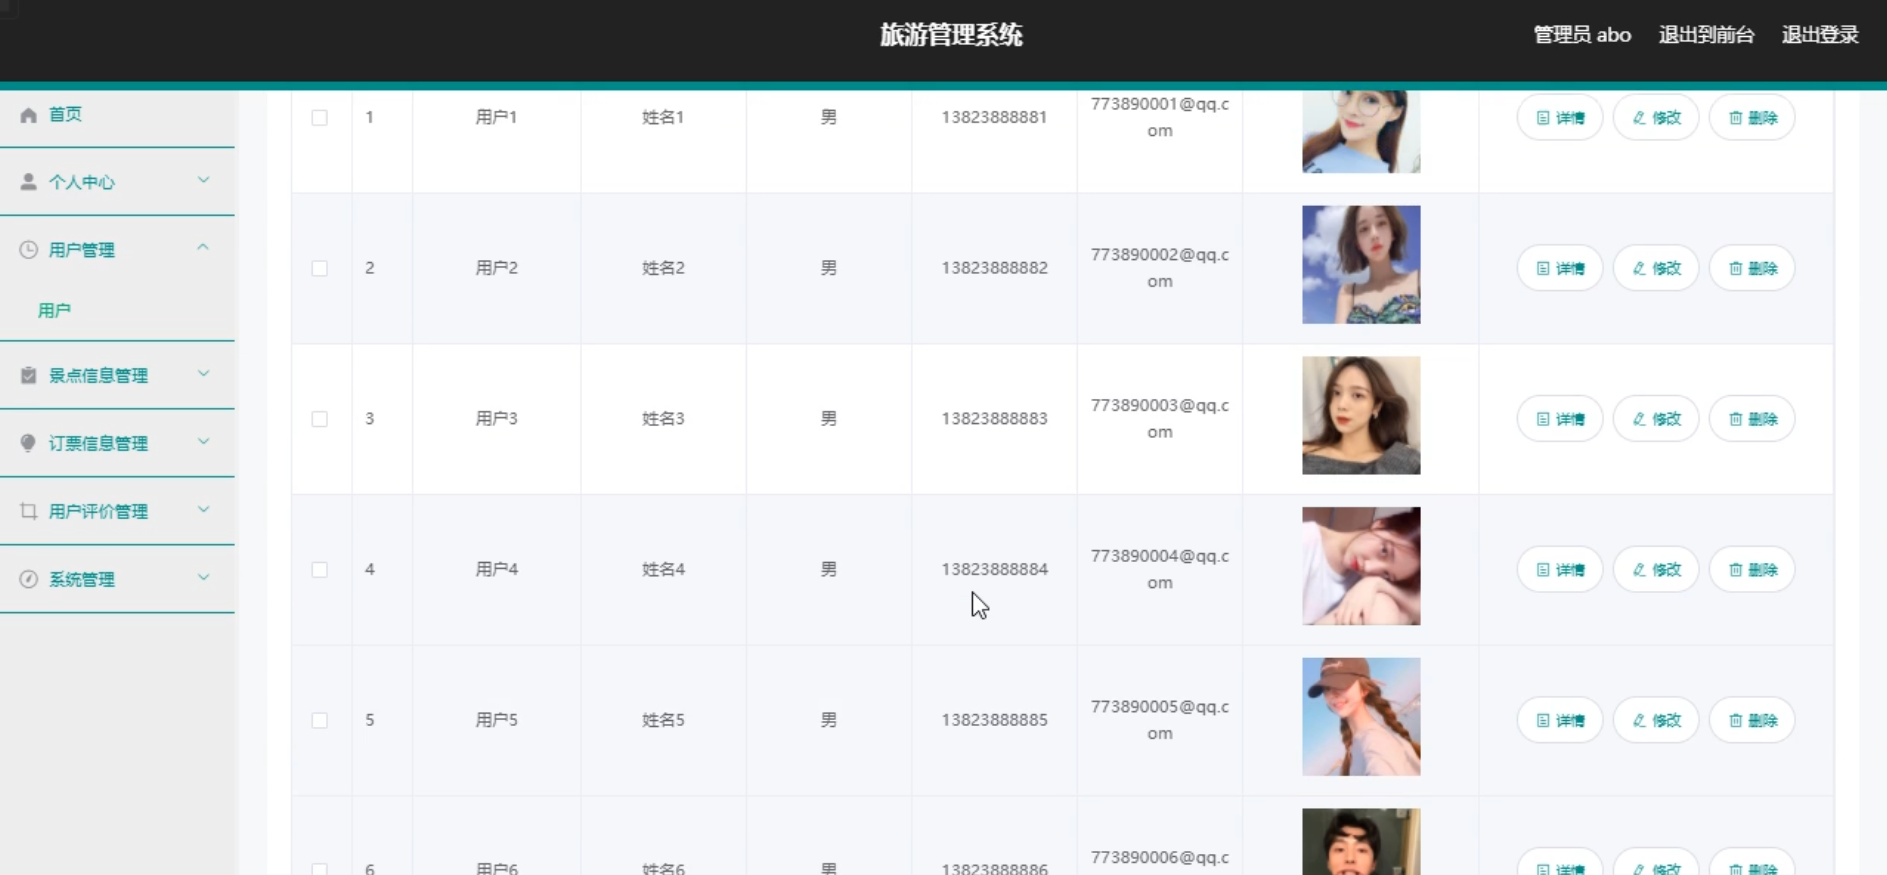 旅游管理系统
管理员 abo 退出到前台 退出登录
首页
个人中心
用户管理
用户
景点信息管理
订票信息管理
用户评价管理
系统管理
1 用户1 姓名1 男 13823888881 773890001@qq.c
om
详情 修改 删除
2 用户2 姓名2 男 13823888882 773890002@qq.c
om
详情 修改 删除
3 用户3 姓名3 男 13823888883 773890003@qq.c
om
详情 修改 删除
4 用户4 姓名4 男 13823888884 773890004@qq.c
om
详情 修改 删除
5 用户5 姓名5 男 13823888885 773890005@qq.c
om
详情 修改 删除
6 用户6 姓名6 男 13823888886 773890006@qq.c
详情 修改 删除